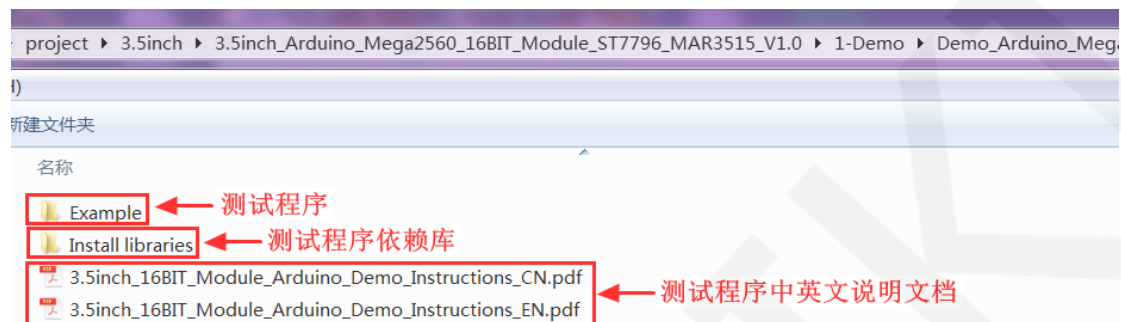 project ▸ 3.5inch ▸ 3.5inch_Arduino_Mega2560_16BIT_Module_ST7796_MAR3515_V1.0 ▸ 1-Demo ▸ Demo_Arduino_Mega
H)
新建文件夹
名称
Example 测试程序
Install libraries 测试程序依赖库
3.5inch_16BIT_Module_Arduino_Demo_Instructions_CN.pdf
测试程序中英文说明文档
3.5inch_16BIT_Module_Arduino_Demo_Instructions_EN.pdf